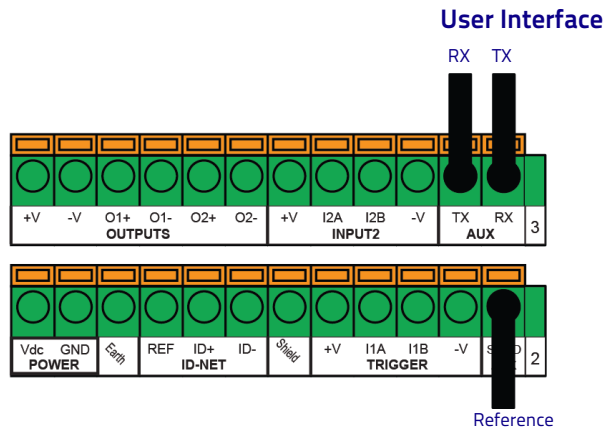 User Interface
RX TX
+V -V O1+ O1- O2+ O2- +V I2A I2B -V TX RX
OUTPUTS INPUT2 AUX
3
Vdc GND Earth REF ID+ ID- Shield +V I1A I1B -V
POWER ID-NET TRIGGER
2
Reference